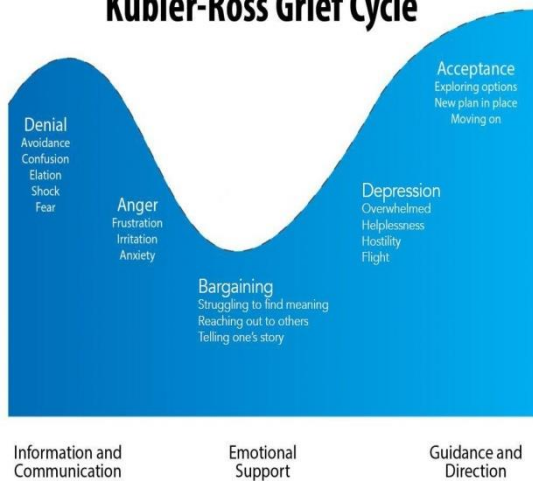 Kübler-Ross Grief Cycle
Denial
Avoidance
Confusion
Elation
Shock
Fear
Anger
Frustration
Irritation
Anxiety
Bargaining
Struggling to find meaning
Reaching out to others
Telling one's story
Depression
Overwhelmed
Helplessness
Hostility
Flight
Acceptance
Exploring options
New plan in place
Moving on
Information and
Communication
Emotional
Support
Guidance and
Direction